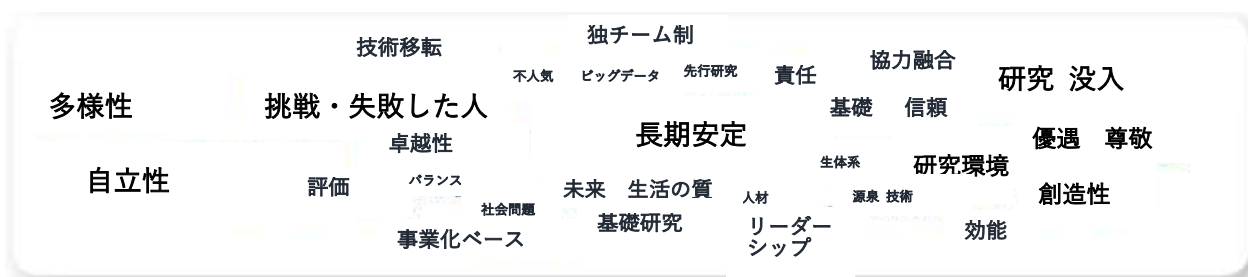 独チーム制
技術移転
協力融合
不人気 ビッグデータ 先行研究 責任
研究 没入
多様性 挑戦・失敗した人
基礎 信頼
長期安定
優遇 尊敬
卓越性
生体系 研究環境
自立性 評価 バランス
未来 生活の質
人材 源泉 技術 創造性
社会問題
基礎研究
リーダー
シップ
効能
事業化ベース